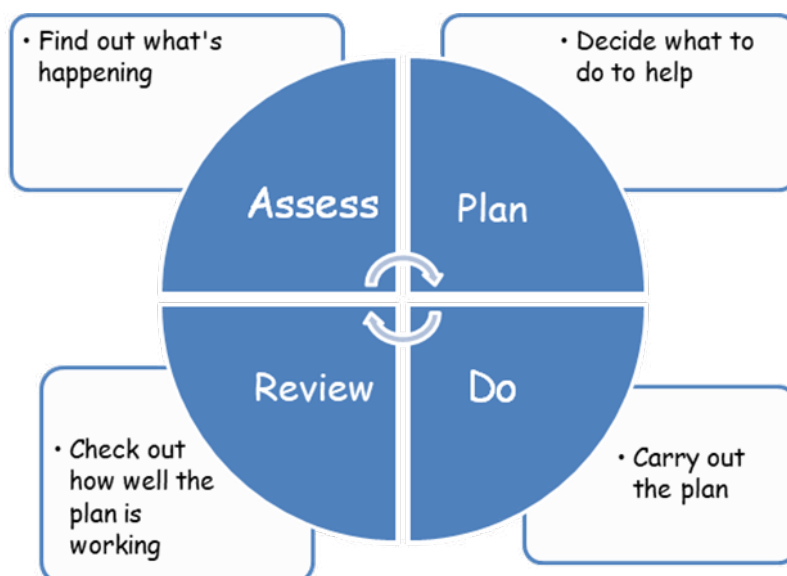 • Find out what's
happening
• Decide what to
do to help
Assess
Plan
Review
Do
• Check out
how well the
plan is
working
• Carry out
the plan